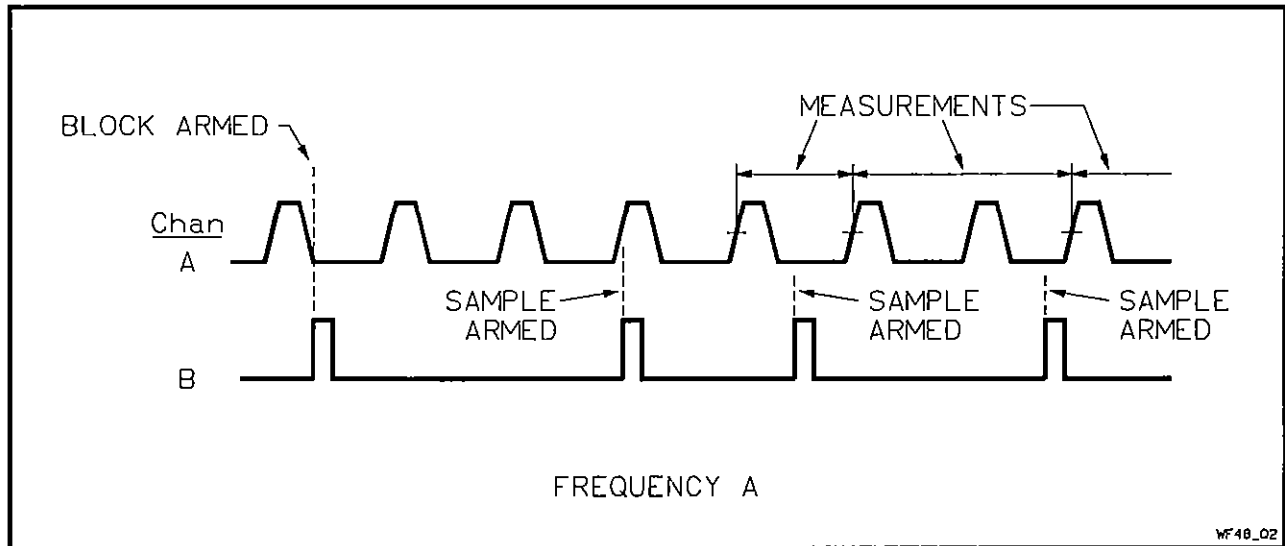 MEASUREMENTS
BLOCK ARMED
Chan
A
SAMPLE
ARMED
SAMPLE
ARMED
SAMPLE
ARMED
B
FREQUENCY A
WF48_02